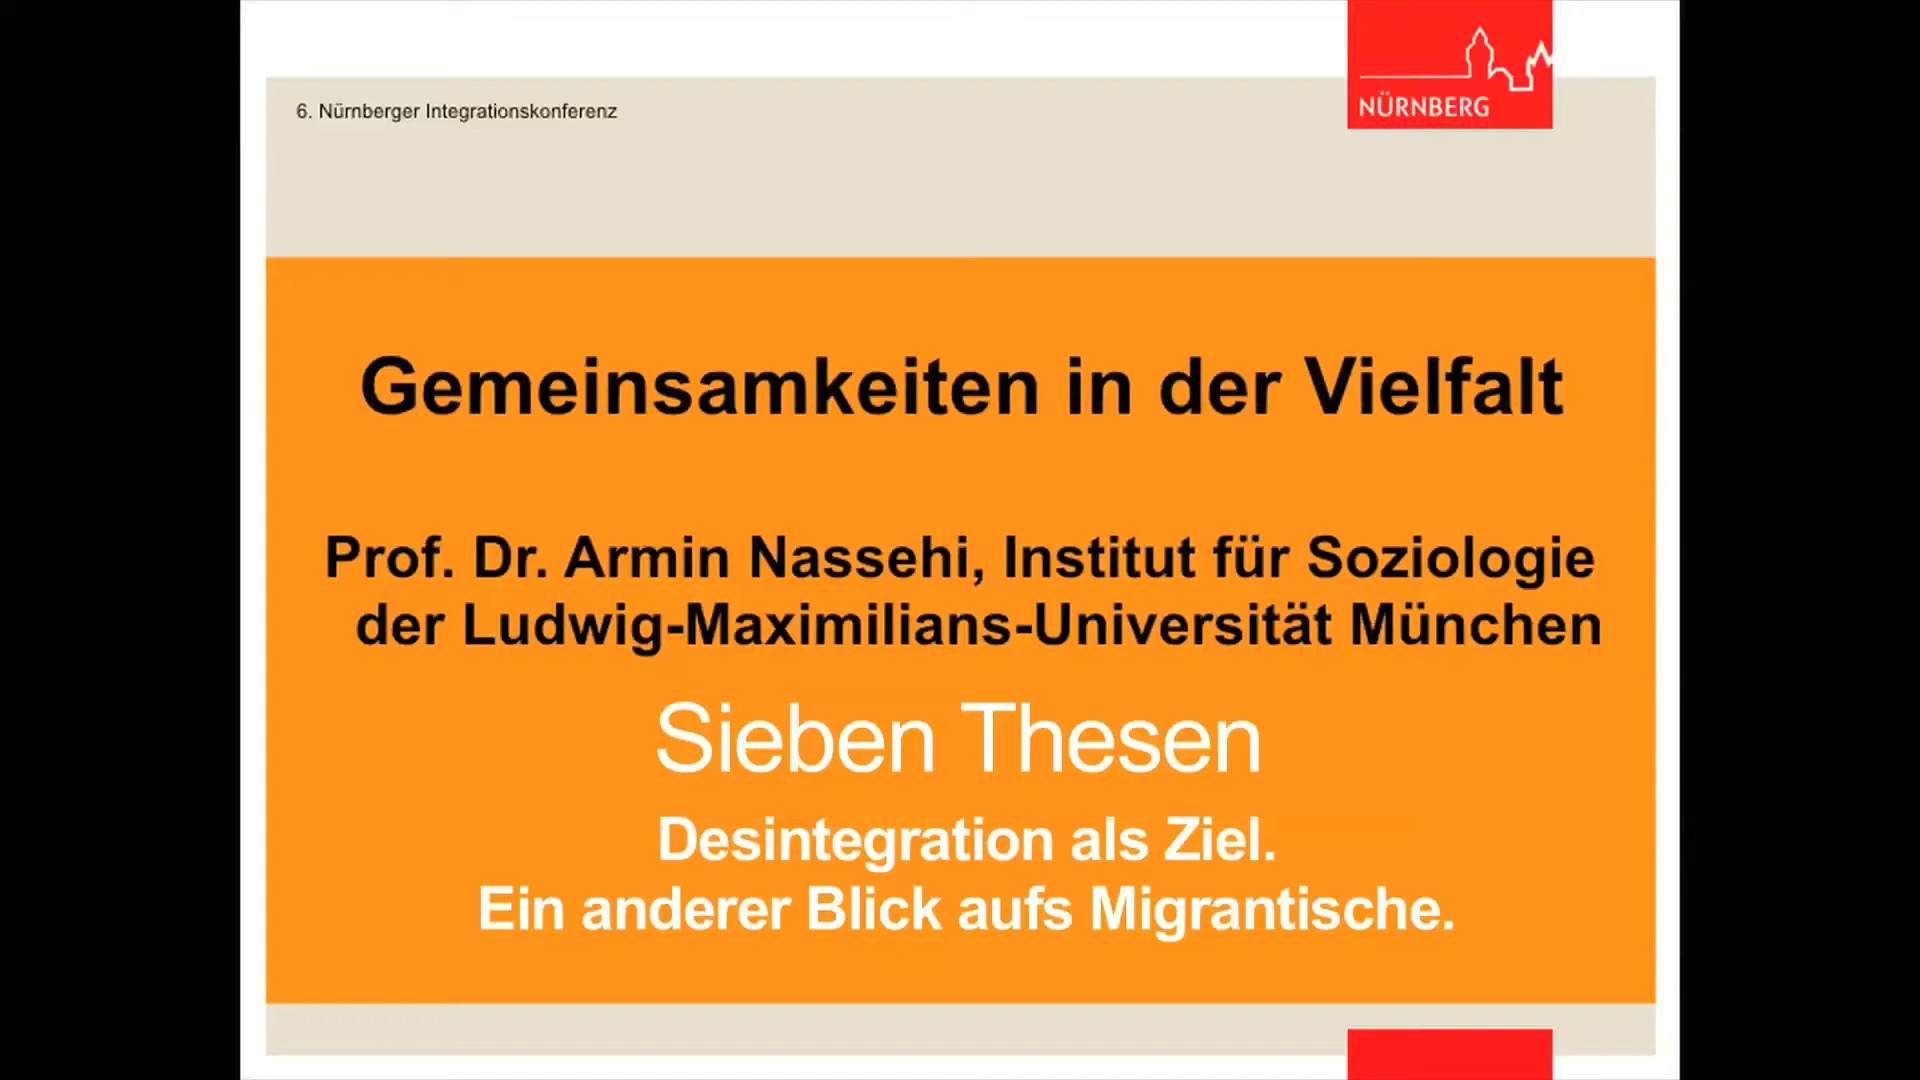 NÜRNBERG
6. Nürnberger Integrationskonferenz
Gemeinsamkeiten in der Vielfalt
Prof. Dr. Armin Nassehi, Institut für Soziologie
der Ludwig-Maximilians-Universität München
Sieben Thesen
Desintegration als Ziel.
Ein anderer Blick aufs Migrantische.